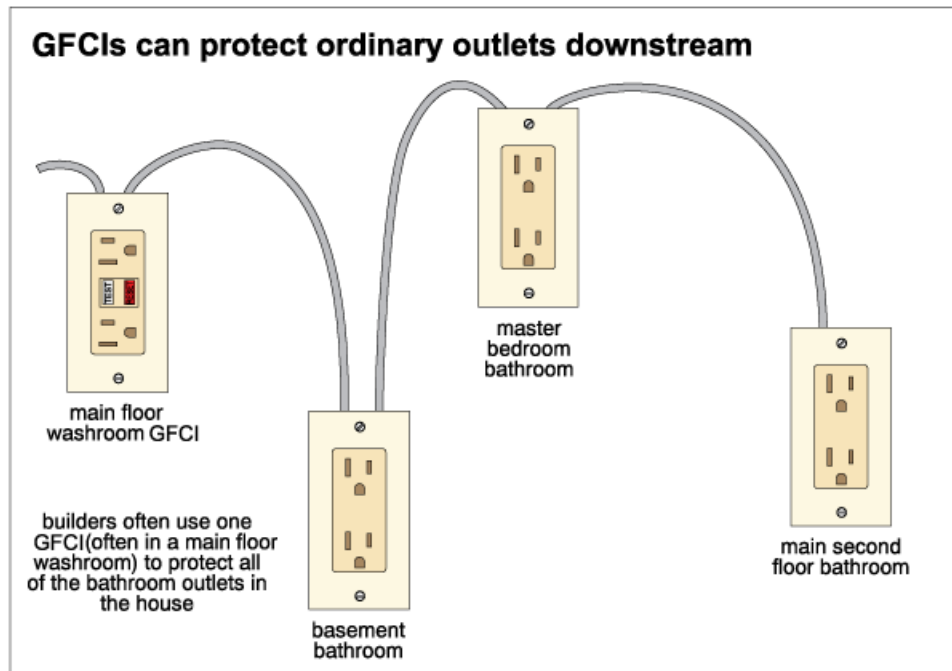 GFCIs can protect ordinary outlets downstream
TEST
RESET
main floor
washroom GFCI
master
bedroom
bathroom
builders often use one
GFCI(often in a main floor
washroom) to protect all
of the bathroom outlets in
the house
basement
bathroom
main second
floor bathroom